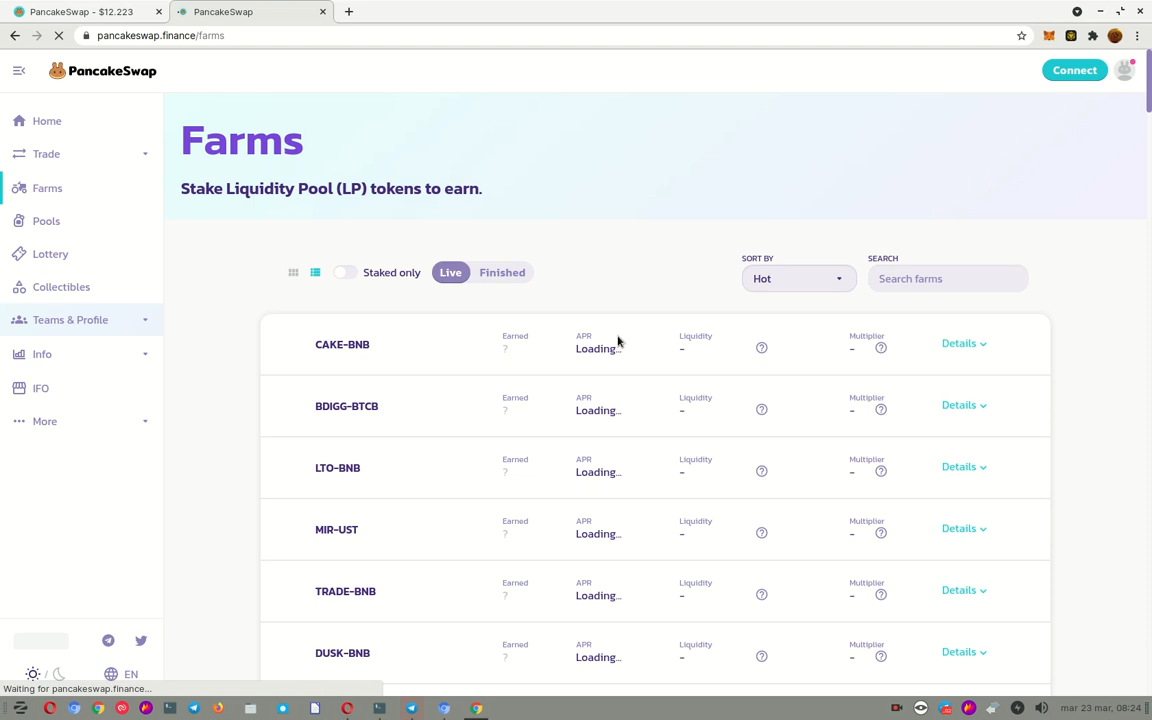 PancakeSwap - $12.223
PancakeSwap
pancakeswap.finance/farms
PancakeSwap
Connect
Home
Trade
Farms
Pools
Lottery
Collectibles
Teams & Profile
Info
IFO
More
EN
Farms
Stake Liquidity Pool (LP) tokens to earn.
Staked only
Live
Finished
SORT BY
Hot
SEARCH
Search farms
CAKE-BNB
Earned
?
APR
Loading...
Liquidity
-
Multiplier
-
Details
BDIGG-BTCB
Earned
?
APR
Loading...
Liquidity
-
Multiplier
-
Details
LTO-BNB
Earned
?
APR
Loading...
Liquidity
-
Multiplier
-
Details
MIR-UST
Earned
?
APR
Loading...
Liquidity
-
Multiplier
-
Details
TRADE-BNB
Earned
?
APR
Loading...
Liquidity
-
Multiplier
-
Details
DUSK-BNB
Earned
?
APR
Loading...
Liquidity
-
Multiplier
-
Details
Waiting for pancakeswap.finance...
mar 23 mar, 08:24